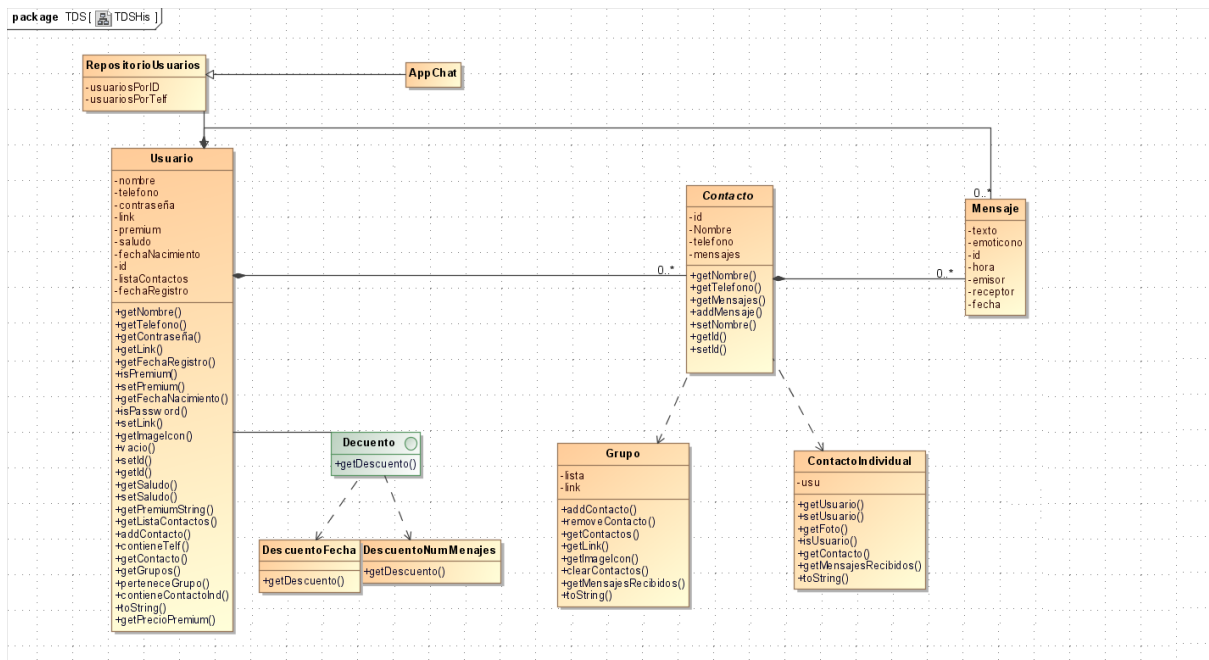 package TDS [ TDSHis ]
RepositorioUsuarios
-usuariosPorID
-usuariosPorTelf
AppChat
Usuario
-nombre
-telefono
-contraseña
-link
-premium
-saludo
-fechaNacimiento
-id
-listaContactos
-fechaRegistro
+getNombre()
+getTelefono()
+getContraseña()
+getLink()
+getFechaRegistro()
+isPremium()
+setPremium()
+getFechaNacimiento()
+isPassword()
+setLink()
+getImageIcon()
+vacio()
+setId()
+getId()
+getSaludo()
+setSaludo()
+getPremiumString()
+getListaContactos()
+addContacto()
+contieneTelf()
+getContacto()
+getGrupos()
+perteneceGrupo()
+contieneContactoInd()
+toString()
+getPrecioPremium()
0..*
Contacto
-id
-Nombre
-telefono
-mensajes
+getNombre()
+getTelefono()
+getMensajes()
+addMensaje()
+setNombre()
+getId()
+setId()
0..*
0..*
Mensaje
-texto
-emoticono
-id
-hora
-emisor
-receptor
-fecha
Decuento
+getDescuento()
DescuentoFecha
+getDescuento()
DescuentoNumMenajes
+getDescuento()
Grupo
-lista
-link
+addContacto()
+removeContacto()
+getContactos()
+getLink()
+getImageIcon()
+clearContactos()
+getMensajesRecibidos()
+toString()
ContactoIndividual
-usu
+getUsuario()
+setUsuario()
+getFoto()
+isUsuario()
+getContacto()
+getMensajesRecibidos()
+toString()